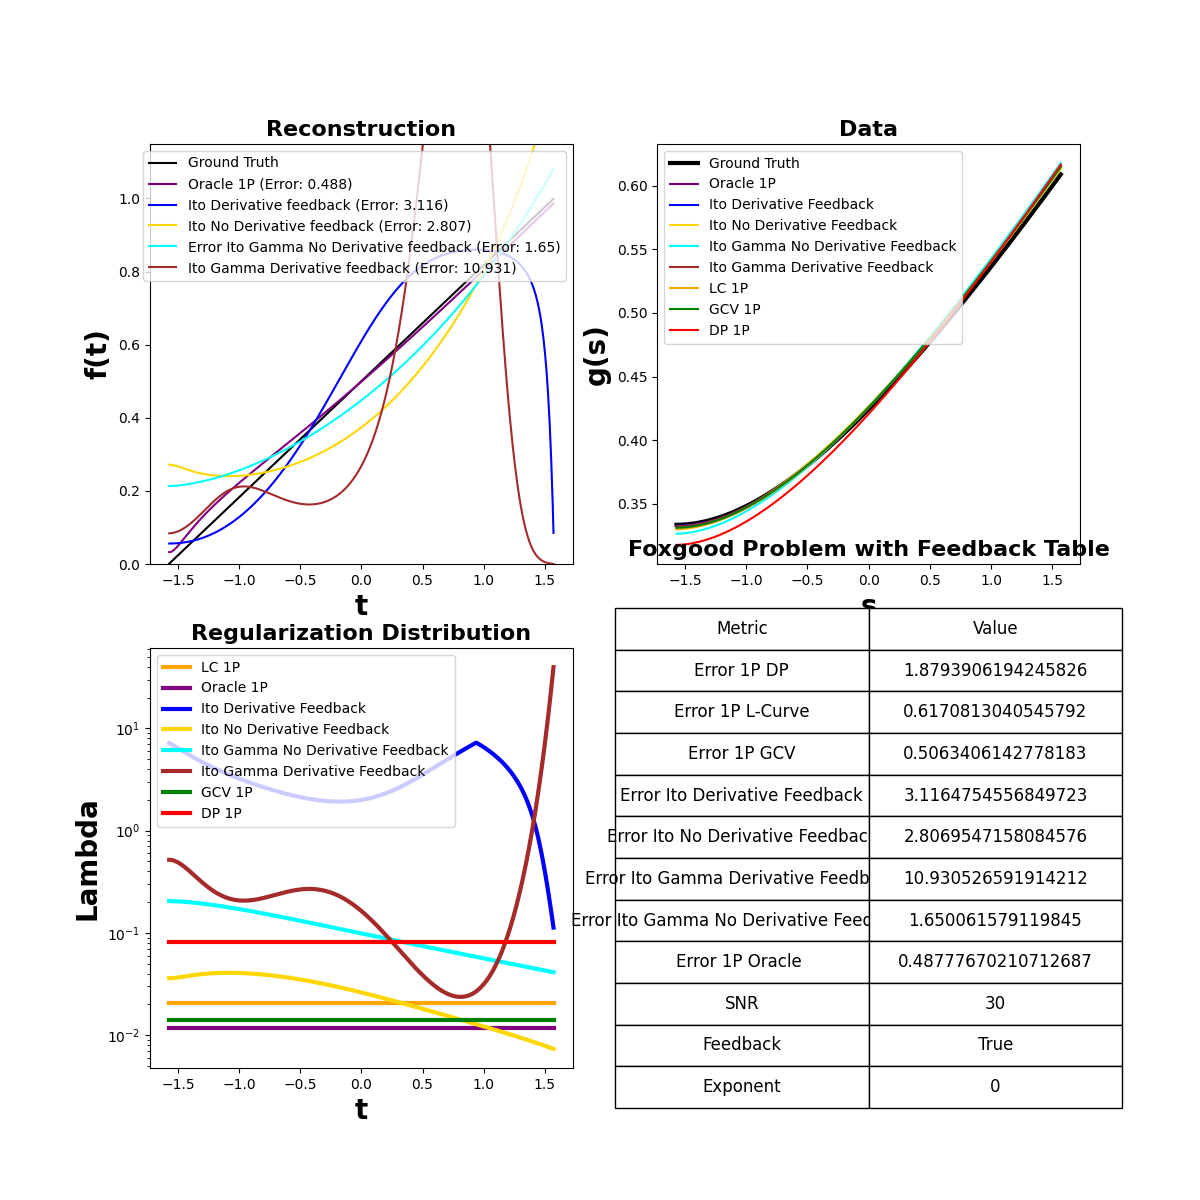 Reconstruction
Ground Truth
Oracle 1P (Error: 0.488)
Ito Derivative feedback (Error: 3.116)
Ito No Derivative feedback (Error: 2.807)
Error Ito Gamma No Derivative feedback (Error: 1.65)
Ito Gamma Derivative feedback (Error: 10.931)
f(t)
1.0
0.8
0.6
0.4
0.2
0.0
−1.5 −1.0 −0.5 0.0 0.5 1.0 1.5
t
Data
Ground Truth
Oracle 1P
Ito Derivative Feedback
Ito No Derivative Feedback
Ito Gamma No Derivative Feedback
Ito Gamma Derivative Feedback
LC 1P
GCV 1P
DP 1P
g(s)
0.60
0.55
0.50
0.45
0.40
0.35
−1.5 −1.0 −0.5 0.0 0.5 1.0 1.5
s
Regularization Distribution
LC 1P
Oracle 1P
Ito Derivative Feedback
Ito No Derivative Feedback
Ito Gamma No Derivative Feedback
Ito Gamma Derivative Feedback
GCV 1P
DP 1P
Lambda
10^1
10^0
10^−1
10^−2
−1.5 −1.0 −0.5 0.0 0.5 1.0 1.5
t
Foxgood Problem with Feedback Table
Metric Value
Error 1P DP 1.8793906194245826
Error 1P L-Curve 0.6170813040545792
Error 1P GCV 0.5063406142778183
Error Ito Derivative Feedback 3.1164754556849723
Error Ito No Derivative Feedbac 2.8069547158084576
Error Ito Gamma Derivative Feedb 10.930526591914212
Error Ito Gamma No Derivative Feed 1.650061579119845
Error 1P Oracle 0.48777670210712687
SNR 30
Feedback True
Exponent 0